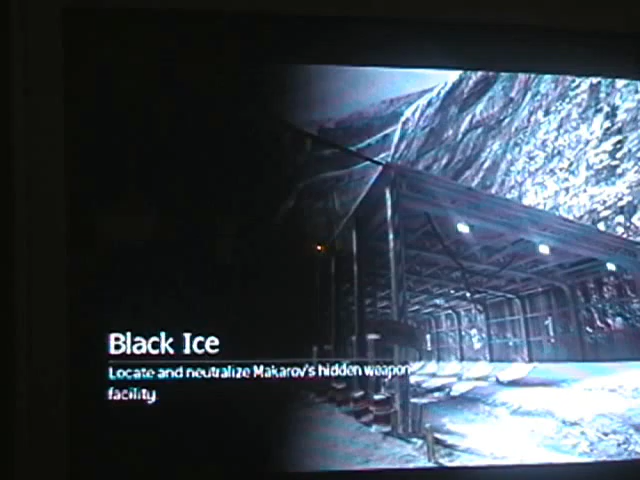 Black Ice
Locate and neutralize Makarov's hidden weapon
facility.